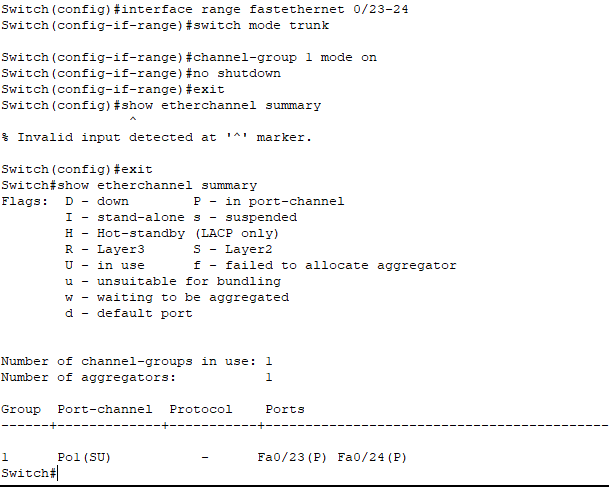 Switch(config)#interface range fastethernet 0/23-24
Switch(config-if-range)#switch mode trunk
Switch(config-if-range)#channel-group 1 mode on
Switch(config-if-range)#no shutdown
Switch(config-if-range)#exit
Switch(config)#show etherchannel summary
^
% Invalid input detected at '^' marker.
Switch(config)#exit
Switch#show etherchannel summary
Flags:  D - down        P - in port-channel
        I - stand-alone s - suspended
        H - Hot-standby (LACP only)
        R - Layer3      S - Layer2
        U - in use      f - failed to allocate aggregator
        u - unsuitable for bundling
        w - waiting to be aggregated
        d - default port
Number of channel-groups in use: 1
Number of aggregators:           1
Group  Port-channel  Protocol    Ports
------+-------------+-----------+----------------------------------------------
1      Po1(SU)           -      Fa0/23(P) Fa0/24(P)
Switch#